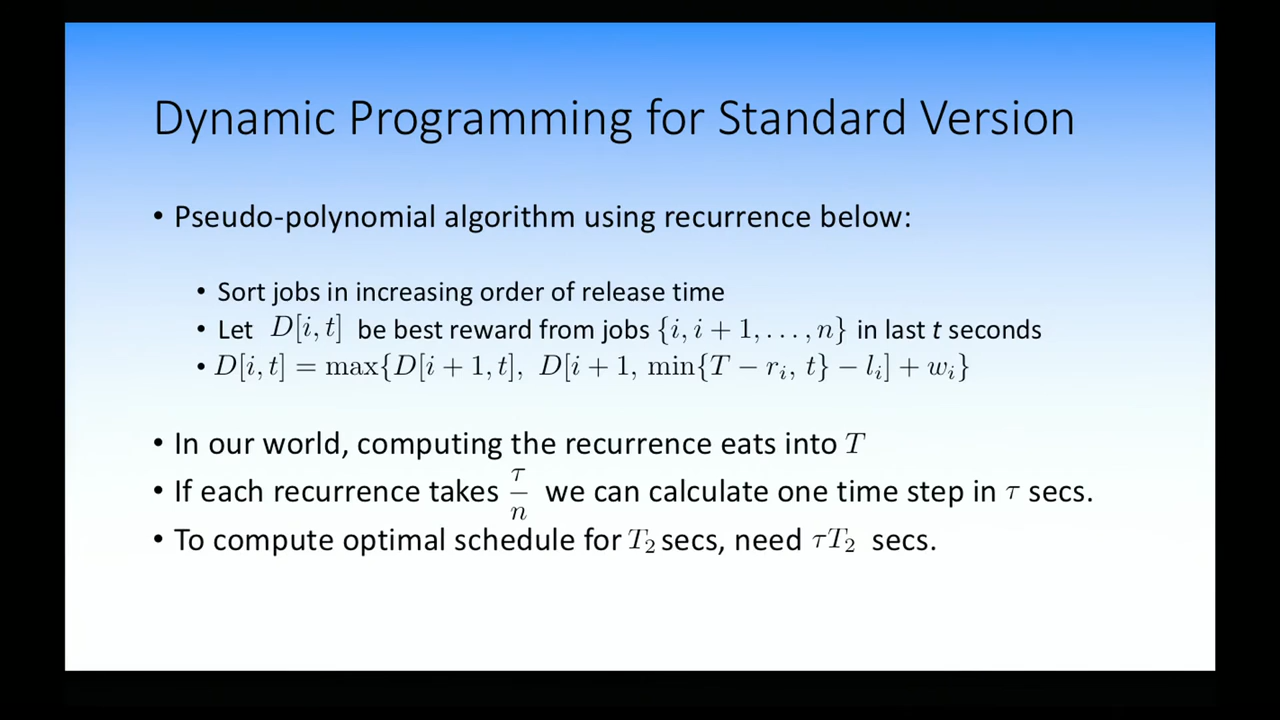 Dynamic Programming for Standard Version
• Pseudo-polynomial algorithm using recurrence below:
• Sort jobs in increasing order of release time
• Let D[i, t] be best reward from jobs {i, i + 1, . . . , n} in last t seconds
• D[i, t] = max{D[i + 1, t], D[i + 1, min{T − r_i, t} − l_i] + w_i}
• In our world, computing the recurrence eats into T
• If each recurrence takes τ/n we can calculate one time step in τ secs.
• To compute optimal schedule for T₂ secs, need τT₂ secs.